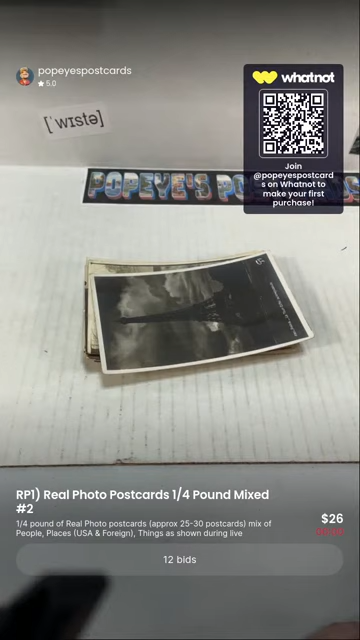 popeyespostcards
5.0
whatnot
['wɪstə]
Join
@popeyespostcard
s on Whatnot to
make your first
purchase!
POPEYE'S
RP1) Real Photo Postcards 1/4 Pound Mixed
#2
$26
1/4 pound of Real Photo postcards (approx 25-30 postcards) mix of
People, Places (USA & Foreign), Things as shown during live
12 bids